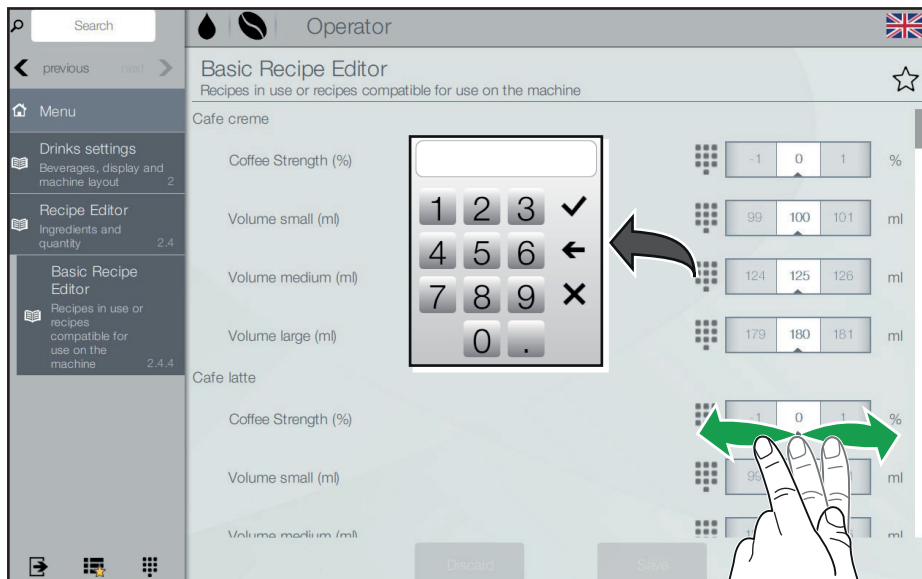 Search
Operator
previous next
Basic Recipe Editor
Recipes in use or recipes compatible for use on the machine
Menu
Drinks settings
Beverages, display and
machine layout 2
Recipe Editor
Ingredients and
quantity 2.4
Basic Recipe
Editor
Recipes in use or
recipes
compatible for
use on the
machine 2.4.4
Cafe creme
Coffee Strength (%) -1 0 1 %
Volume small (ml) 99 100 101 ml
Volume medium (ml) 124 125 126 ml
Volume large (ml) 179 180 181 ml
1 2 3
4 5 6
7 8 9
0 .
Cafe latte
Coffee Strength (%) -1 0 1 %
Volume small (ml) ml
Volume medium (ml) ml
Discard Save